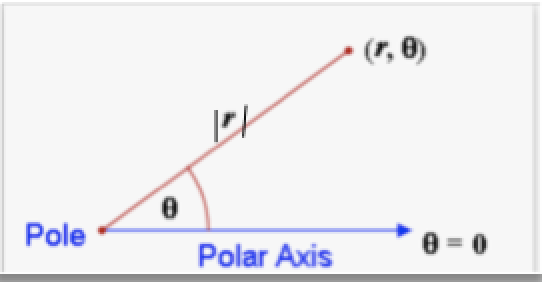 (r, θ)
|r|
θ
Pole
Polar Axis
θ = 0